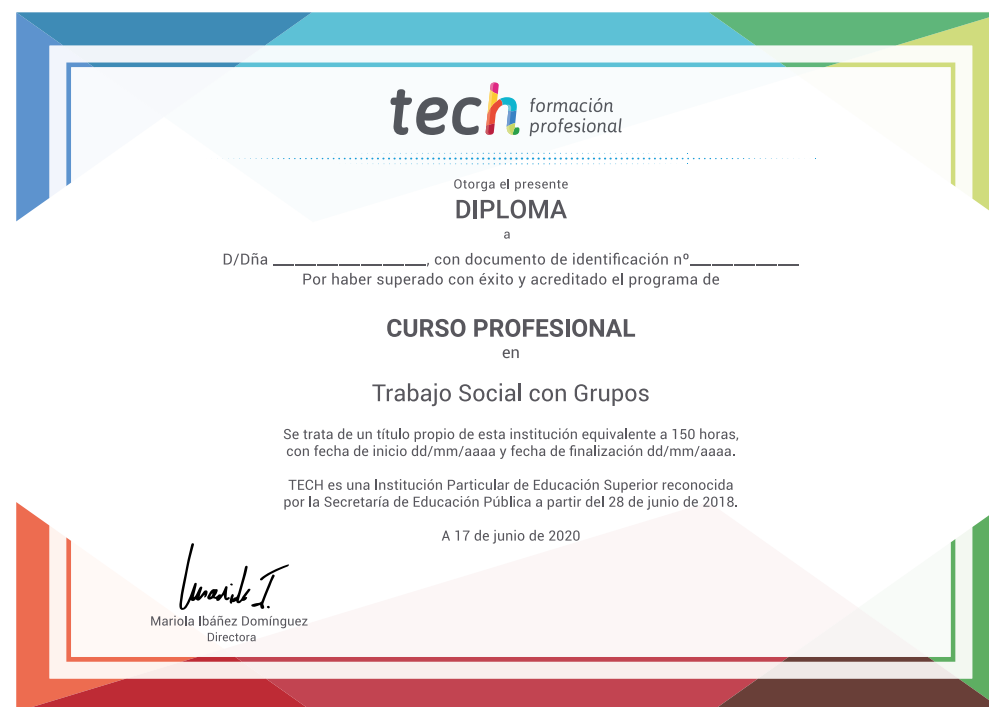 tech formación
profesional
Otorga el presente
DIPLOMA
a
D/Dña ______________, con documento de identificación nº__________
Por haber superado con éxito y acreditado el programa de
CURSO PROFESIONAL
en
Trabajo Social con Grupos
Se trata de un título propio de esta institución equivalente a 150 horas,
con fecha de inicio dd/mm/aaaa y fecha de finalización dd/mm/aaaa.
TECH es una Institución Particular de Educación Superior reconocida
por la Secretaría de Educación Pública a partir del 28 de junio de 2018.
A 17 de junio de 2020
Mariola Ibáñez Domínguez
Directora